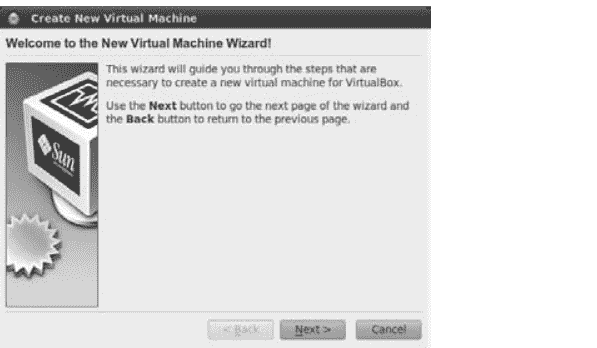 Create New Virtual Machine
Welcome to the New Virtual Machine Wizard!
This wizard will guide you through the steps that are
necessary to create a new virtual machine for VirtualBox.
Use the Next button to go the next page of the wizard and
the Back button to return to the previous page.
Sun
< Back
Next >
Cancel